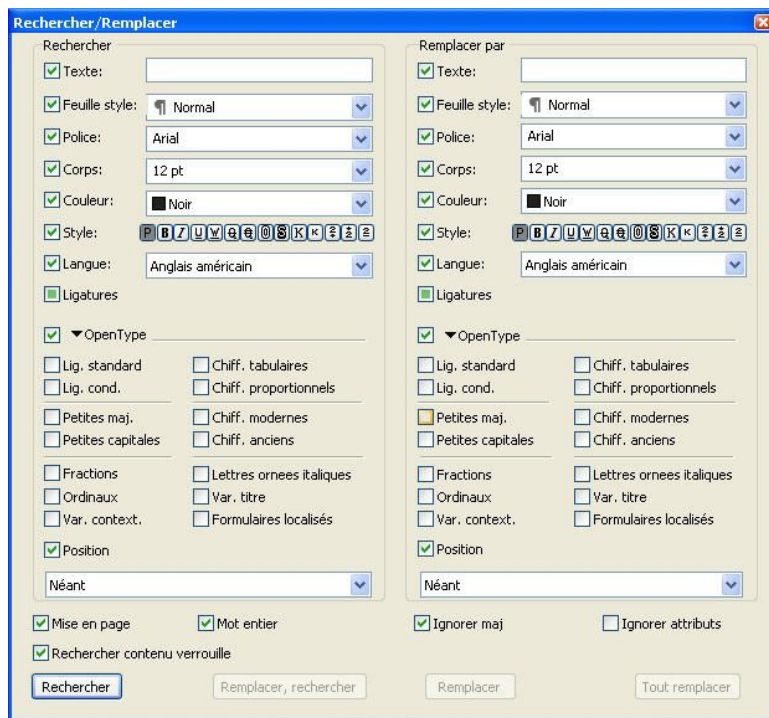 Rechercher/Remplacer
Rechercher
Texte:
Feuille style: ¶ Normal
Police: Arial
Corps: 12 pt
Couleur: Noir
Style: P B I U W Q Q O S K K 2 2 2
Langue: Anglais américain
Ligatures
OpenType
Lig. standard Chiff. tabulaires
Lig. cond. Chiff. proportionnels
Petites maj. Chiff. modernes
Petites capitales Chiff. anciens
Fractions Lettres ornees italiques
Ordinaux Var. titre
Var. context. Formulaires localisés
Position
Néant
Remplacer par
Texte:
Feuille style: ¶ Normal
Police: Arial
Corps: 12 pt
Couleur: Noir
Style: P B I U W Q Q O S K K 2 2 2
Langue: Anglais américain
Ligatures
OpenType
Lig. standard Chiff. tabulaires
Lig. cond. Chiff. proportionnels
Petites maj. Chiff. modernes
Petites capitales Chiff. anciens
Fractions Lettres ornees italiques
Ordinaux Var. titre
Var. context. Formulaires localisés
Position
Néant
Mise en page Mot entier Ignorer maj Ignorer attributs
Rechercher contenu verrouille
Rechercher Remplacer, rechercher Remplacer Tout remplacer